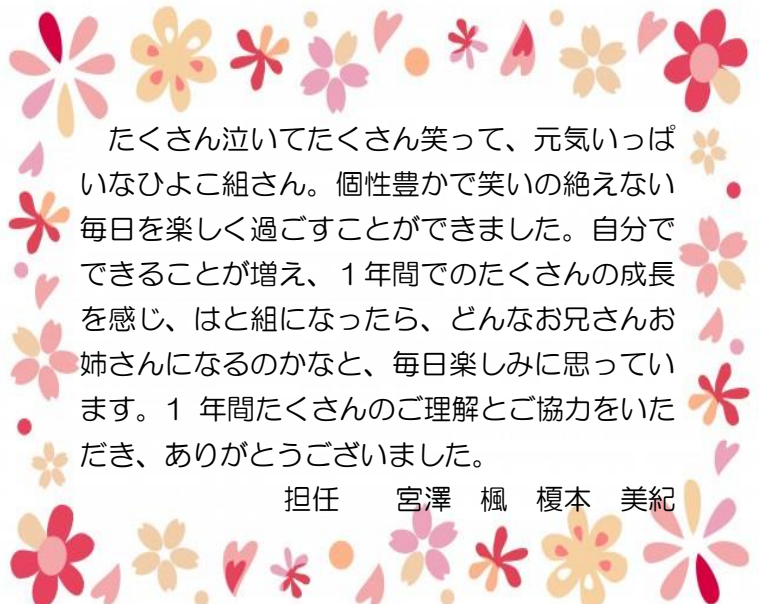 たくさん泣いてたくさん笑って、元気いっぱ
いなひよこ組さん。個性豊かで笑いの絶えない
毎日を楽しく過ごすことができました。自分で
できることが増え、１年間でのたくさんの成長
を感じ、はと組になったら、どんなお兄さんお
姉さんになるのかなと、毎日楽しみに思ってい
ます。1 年間たくさんのご理解とご協力をいた
だき、ありがとうございました。
担任　　宮澤　楓　榎本　美紀